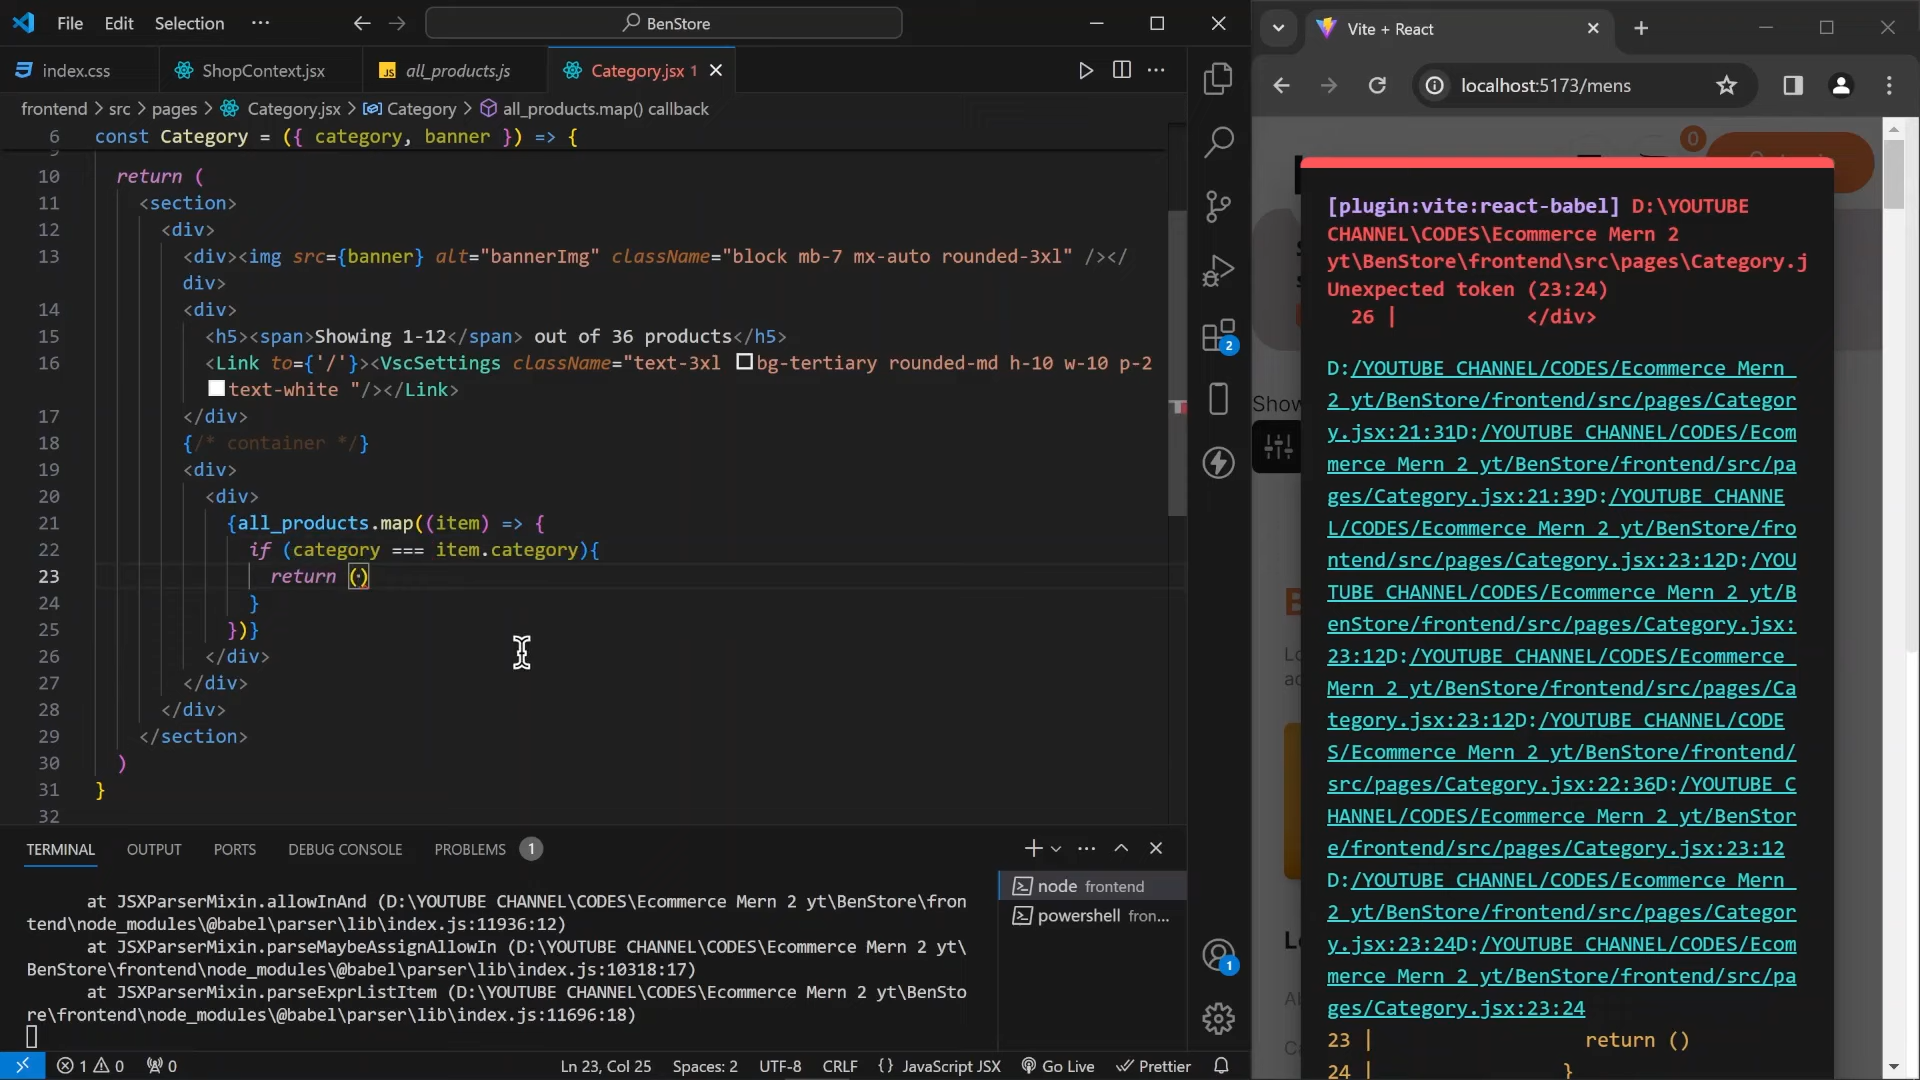 File Edit Selection ··· BenStore
index.css ShopContext.jsx all_products.js Category.jsx 1
frontend > src > pages > Category.jsx > Category > all_products.map() callback
6 const Category = ({ category, banner }) => {
10 return (
11 <section>
12 <div>
13 <div><img src={banner} alt="bannerImg" className="block mb-7 mx-auto rounded-3xl" /></
div>
14 <div>
15 <h5><span>Showing 1-12</span> out of 36 products</h5>
16 <Link to={'/'}><VscSettings className="text-3xl bg-tertiary rounded-md h-10 w-10 p-2
text-white "/></Link>
17 </div>
18 {/* container */}
19 <div>
20 <div>
21 {all_products.map((item) => {
22 if (category === item.category){
23 return ()
24 }
25 })}
26 </div>
27 </div>
28 </div>
29 </section>
30 )
31 }
32
2
1
TERMINAL OUTPUT PORTS DEBUG CONSOLE PROBLEMS 1
at JSXParserMixin.allowInAnd (D:\YOUTUBE CHANNEL\CODES\Ecommerce Mern 2 yt\BenStore\fron
tend\node_modules\@babel\parser\lib\index.js:11936:12)
at JSXParserMixin.parseMaybeAssignAllowIn (D:\YOUTUBE CHANNEL\CODES\Ecommerce Mern 2 yt\
BenStore\frontend\node_modules\@babel\parser\lib\index.js:10318:17)
at JSXParserMixin.parseExprListItem (D:\YOUTUBE CHANNEL\CODES\Ecommerce Mern 2 yt\BenSto
re\frontend\node_modules\@babel\parser\lib\index.js:11696:18)
node frontend
powershell fron...
1 0 0 Ln 23, Col 25 Spaces: 2 UTF-8 CRLF {} JavaScript JSX Go Live Prettier
Vite + React
localhost:5173/mens
0
[plugin:vite:react-babel] D:\YOUTUBE
CHANNEL\CODES\Ecommerce Mern 2
yt\BenStore\frontend\src\pages\Category.j
Unexpected token (23:24)
26 | </div>
D:/YOUTUBE CHANNEL/CODES/Ecommerce Mern
2 yt/BenStore/frontend/src/pages/Categor
y.jsx:21:31D:/YOUTUBE CHANNEL/CODES/Ecom
merce Mern 2 yt/BenStore/frontend/src/pa
ges/Category.jsx:21:39D:/YOUTUBE CHANNE
L/CODES/Ecommerce Mern 2 yt/BenStore/fro
ntend/src/pages/Category.jsx:23:12D:/YOU
TUBE CHANNEL/CODES/Ecommerce Mern 2 yt/B
enStore/frontend/src/pages/Category.jsx:
23:12D:/YOUTUBE CHANNEL/CODES/Ecommerce
Mern 2 yt/BenStore/frontend/src/pages/Ca
tegory.jsx:23:12D:/YOUTUBE CHANNEL/CODE
S/Ecommerce Mern 2 yt/BenStore/frontend/
src/pages/Category.jsx:22:36D:/YOUTUBE C
HANNEL/CODES/Ecommerce Mern 2 yt/BenStor
e/frontend/src/pages/Category.jsx:23:12
D:/YOUTUBE CHANNEL/CODES/Ecommerce Mern
2 yt/BenStore/frontend/src/pages/Categor
y.jsx:23:24D:/YOUTUBE CHANNEL/CODES/Ecom
merce Mern 2 yt/BenStore/frontend/src/pa
ges/Category.jsx:23:24
23 | return ()
24 | }
Show